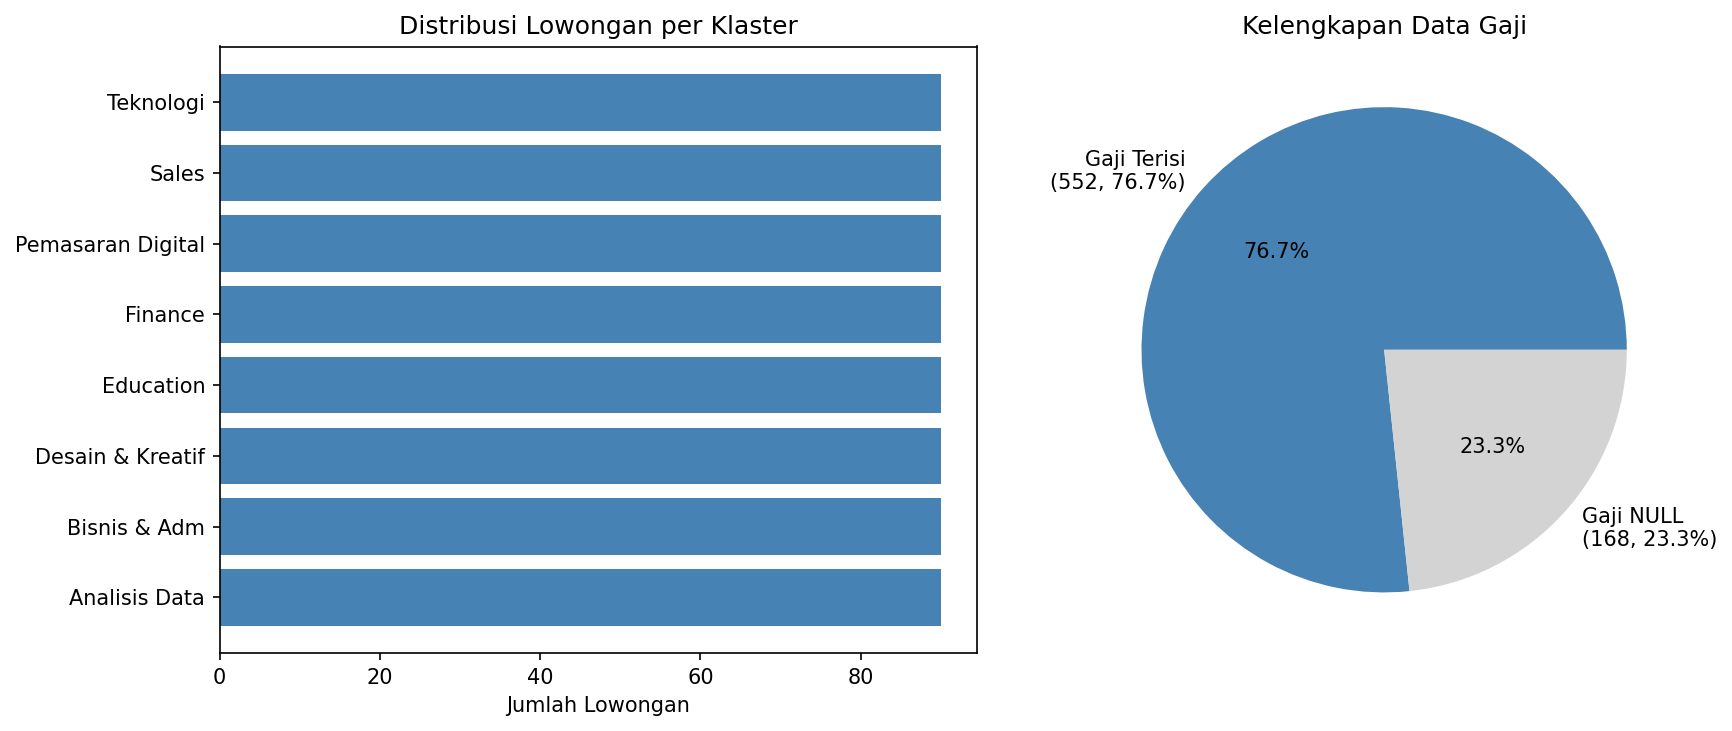 Distribusi Lowongan per Klaster
Teknologi
Sales
Pemasaran Digital
Finance
Education
Desain & Kreatif
Bisnis & Adm
Analisis Data
0 20 40 60 80
Jumlah Lowongan
Kelengkapan Data Gaji
Gaji Terisi
(552, 76.7%)
76.7%
23.3%
Gaji NULL
(168, 23.3%)